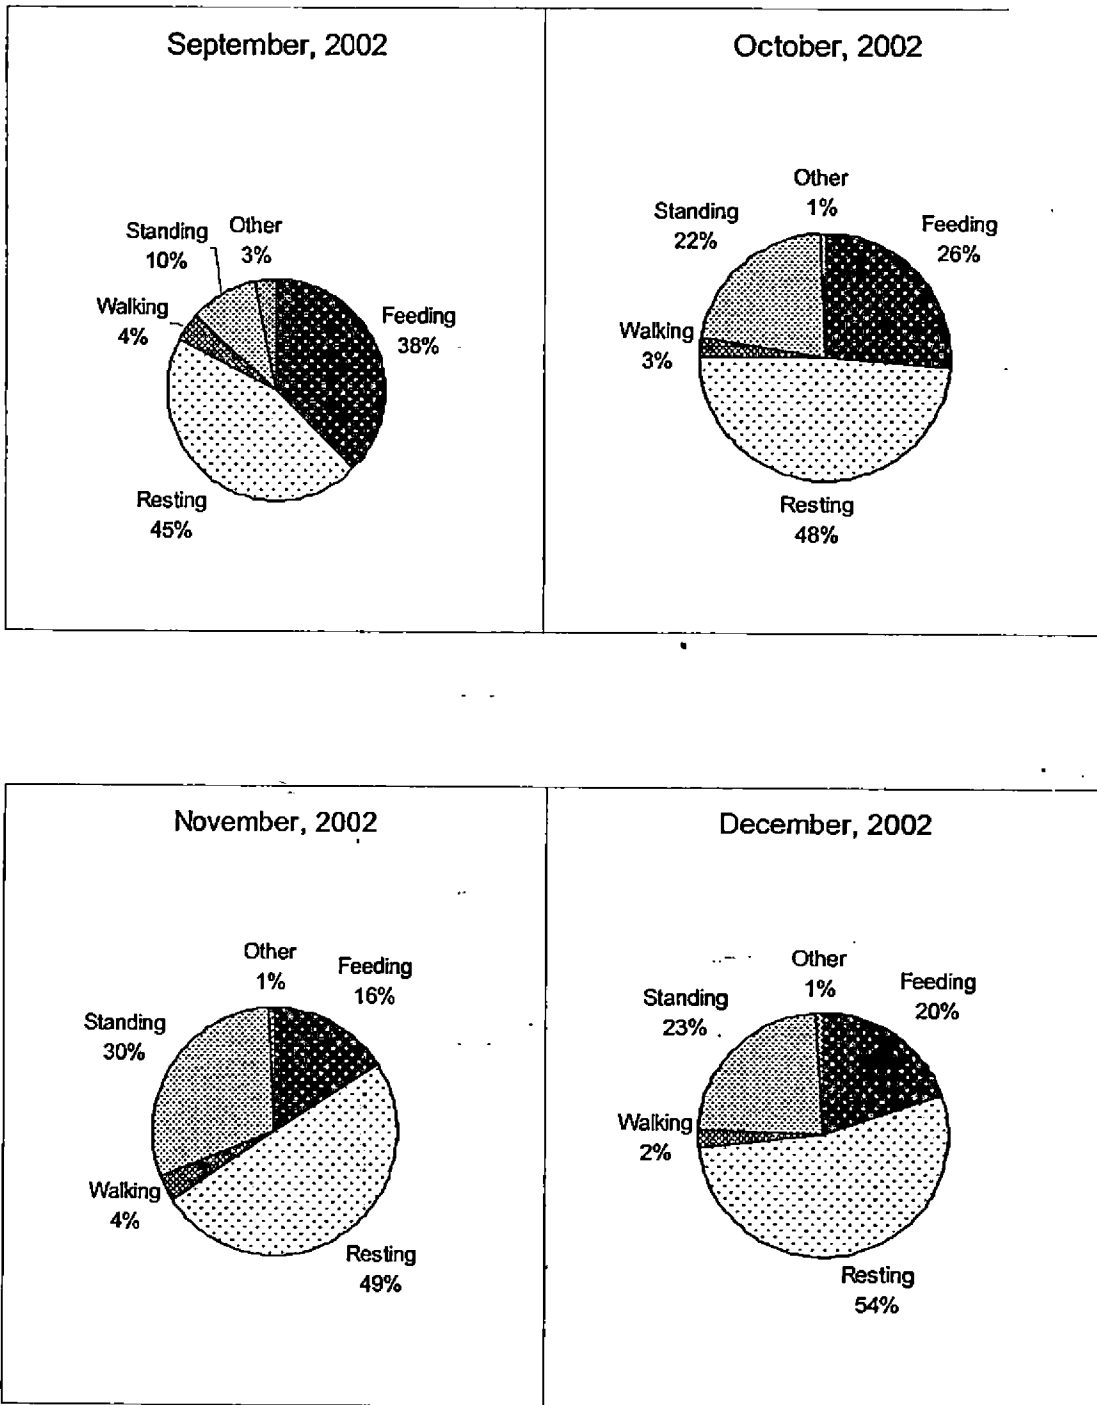 September, 2002
Standing
10%
Other
3%
Walking
4%
Feeding
38%
Resting
45%
October, 2002
Other
1%
Standing
22%
Feeding
26%
Walking
3%
Resting
48%
November, 2002
Other
1%
Feeding
16%
Standing
30%
Walking
4%
Resting
49%
December, 2002
Other
1%
Feeding
20%
Standing
23%
Walking
2%
Resting
54%